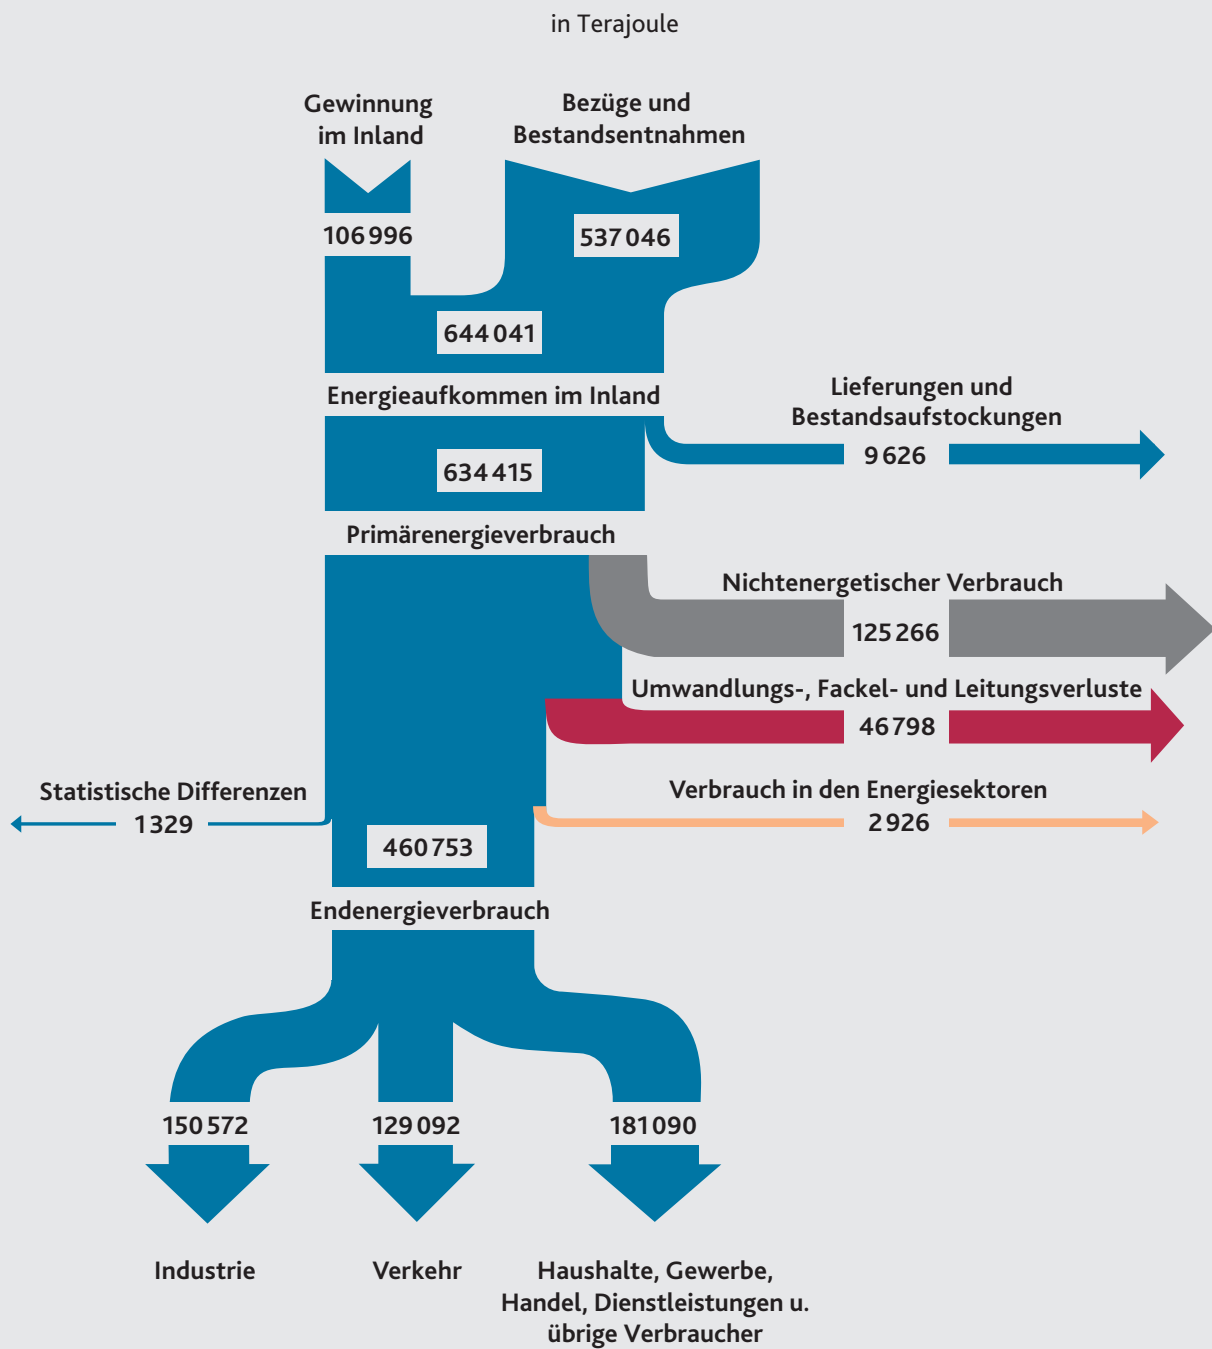 in Terajoule
Gewinnung
im Inland
Bezüge und
Bestandsentnahmen
106 996
537 046
644 041
Energieaufkommen im Inland
Lieferungen und
Bestandsaufstockungen
9 626
634 415
Primärenergieverbrauch
Nichtenergetischer Verbrauch
125 266
Umwandlungs-, Fackel- und Leitungsverluste
46 798
Statistische Differenzen
1 329
Verbrauch in den Energiesektoren
2 926
460 753
Endenergieverbrauch
150 572
129 092
181 090
Industrie
Verkehr
Haushalte, Gewerbe,
Handel, Dienstleistungen u.
übrige Verbraucher